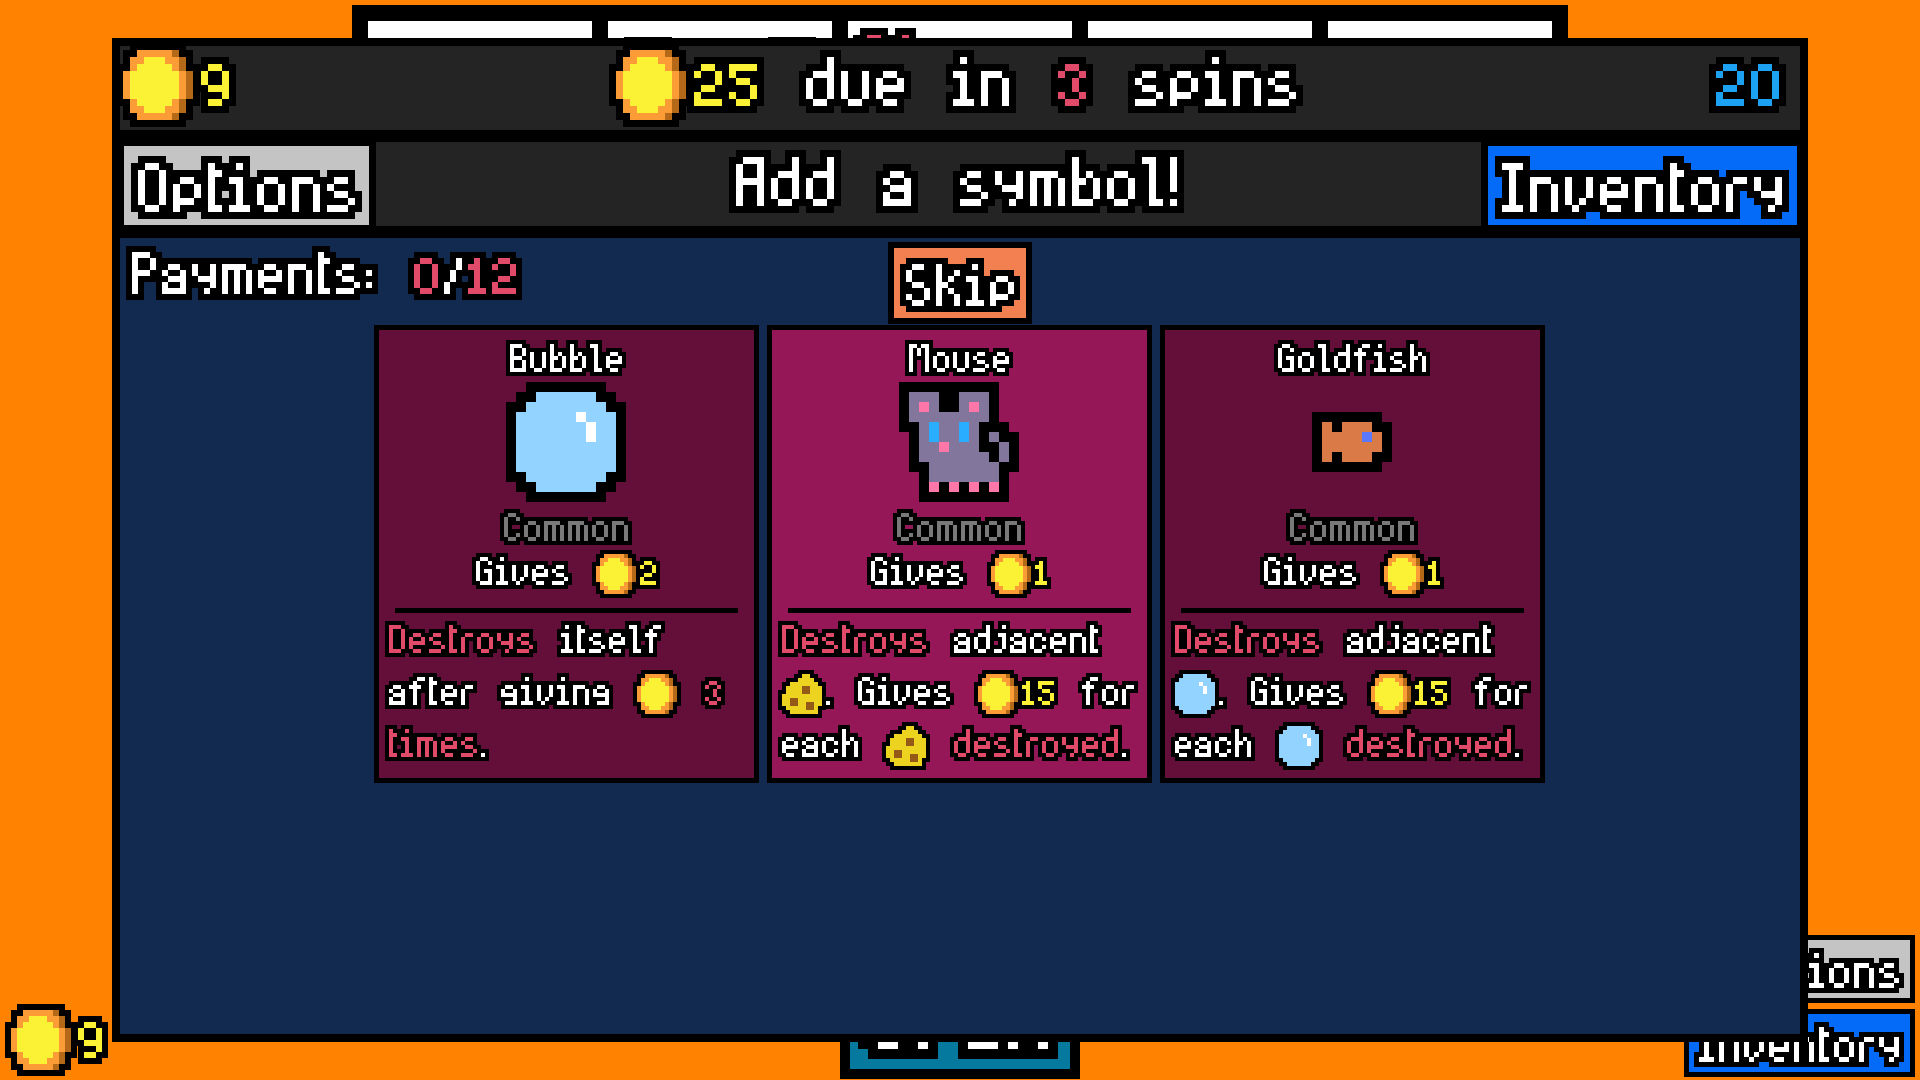 9
25 due in 3 spins
20
Options
Add a symbol!
Inventory
Payments: 0/12
Skip
Bubble
Common
Gives 2
Destroys itself
after giving 3
times.
Mouse
Common
Gives 1
Destroys adjacent
. Gives 15 for
each destroyed.
Goldfish
Common
Gives 1
Destroys adjacent
. Gives 15 for
each destroyed.
ions
9
Inventory